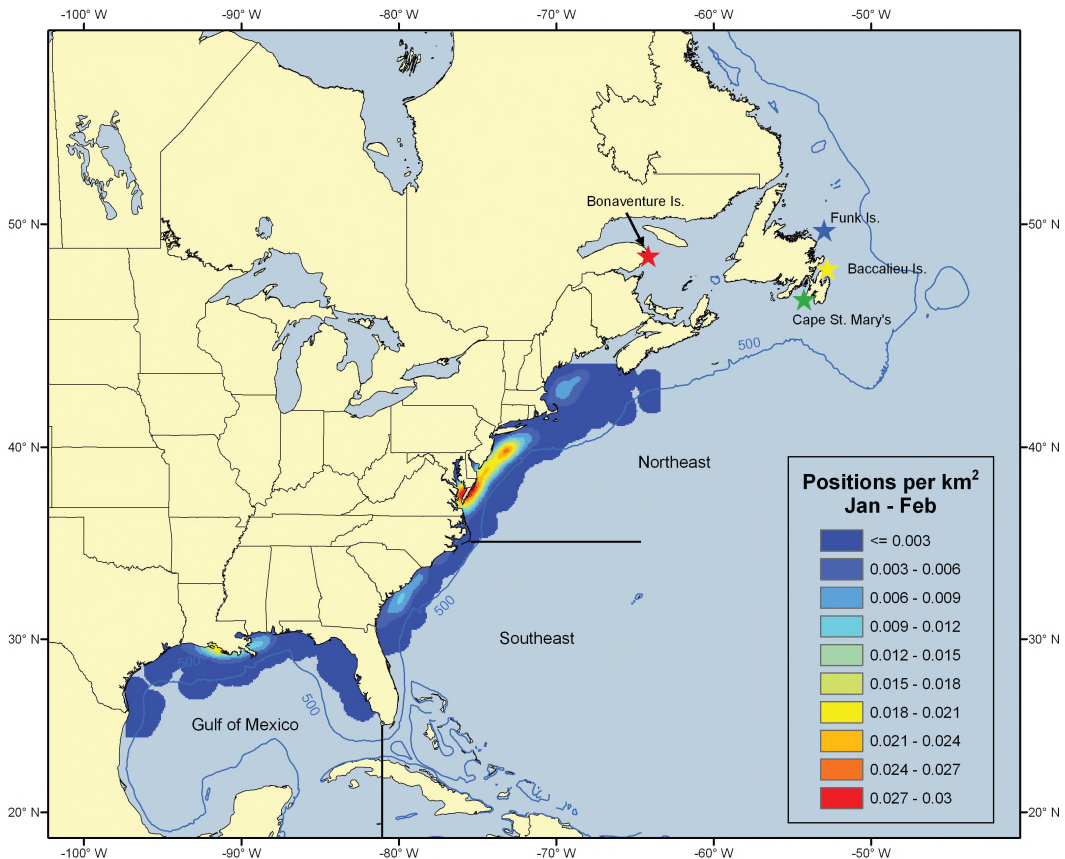 -100° W -90° W -80° W -70° W -60° W -50° W
50° N 50° N
Bonaventure Is.
Funk Is.
Baccalieu Is.
Cape St. Mary's
500
40° N 40° N
Northeast
Positions per km2
Jan - Feb
<= 0.003
0.003 - 0.006
0.006 - 0.009
0.009 - 0.012
0.012 - 0.015
0.015 - 0.018
0.018 - 0.021
0.021 - 0.024
0.024 - 0.027
0.027 - 0.03
500
Southeast
30° N 30° N
500
500
Gulf of Mexico
20° N 20° N
-100° W -90° W -80° W -70° W -60° W -50° W